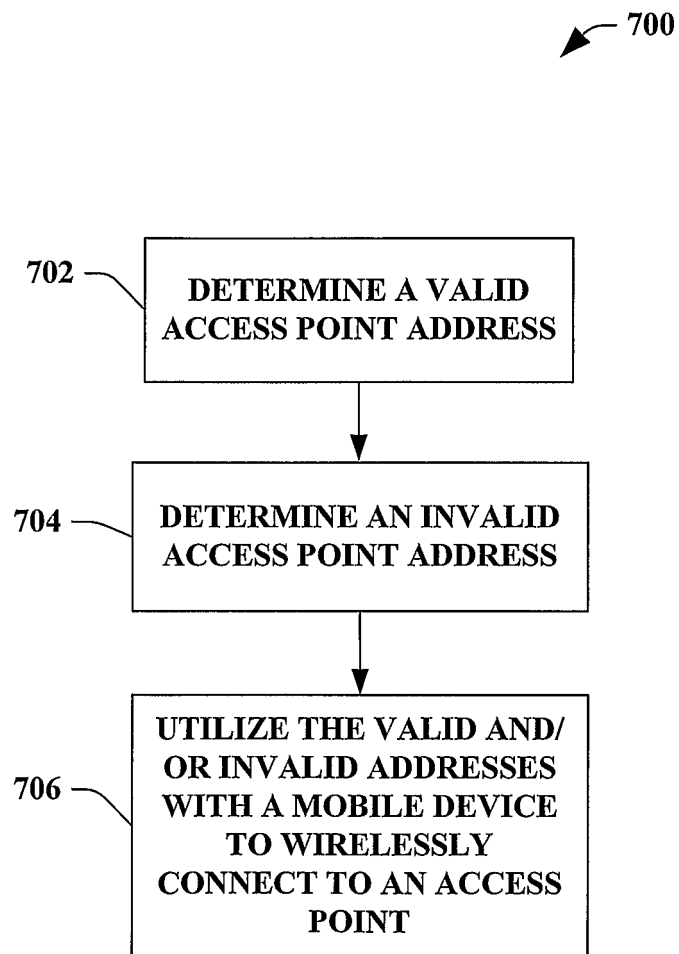 700
702
DETERMINE A VALID
ACCESS POINT ADDRESS
704
DETERMINE AN INVALID
ACCESS POINT ADDRESS
706
UTILIZE THE VALID AND/
OR INVALID ADDRESSES
WITH A MOBILE DEVICE
TO WIRELESSLY
CONNECT TO AN ACCESS
POINT